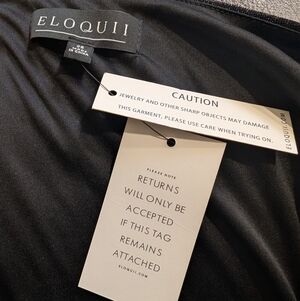 ELOQUII
CAUTION
JEWELRY AND OTHER SHARP OBJECTS MAY DAMAGE
THIS GARMENT. PLEASE USE CARE WHEN TRYING ON.
ELOQUII.COM
PLEASE NOTE
RETURNS
WILL ONLY BE
ACCEPTED
IF THIS TAG
REMAINS
ATTACHED
ELOQUII.COM